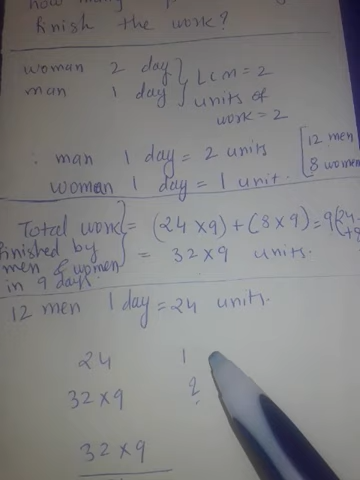 how many
finish the work?
woman 2 day } LCM = 2
man 1 day } units of
work = 2
∴ man 1 day = 2 units [ 12 men
woman 1 day = 1 unit. 8 women
Total work } = (24 × 9) + (8 × 9) = 9(24
finished by } = 32 × 9 units. +8
men & women
in 9 days
12 men 1 day = 24 units.
24 1
32 × 9 ?
32 × 9